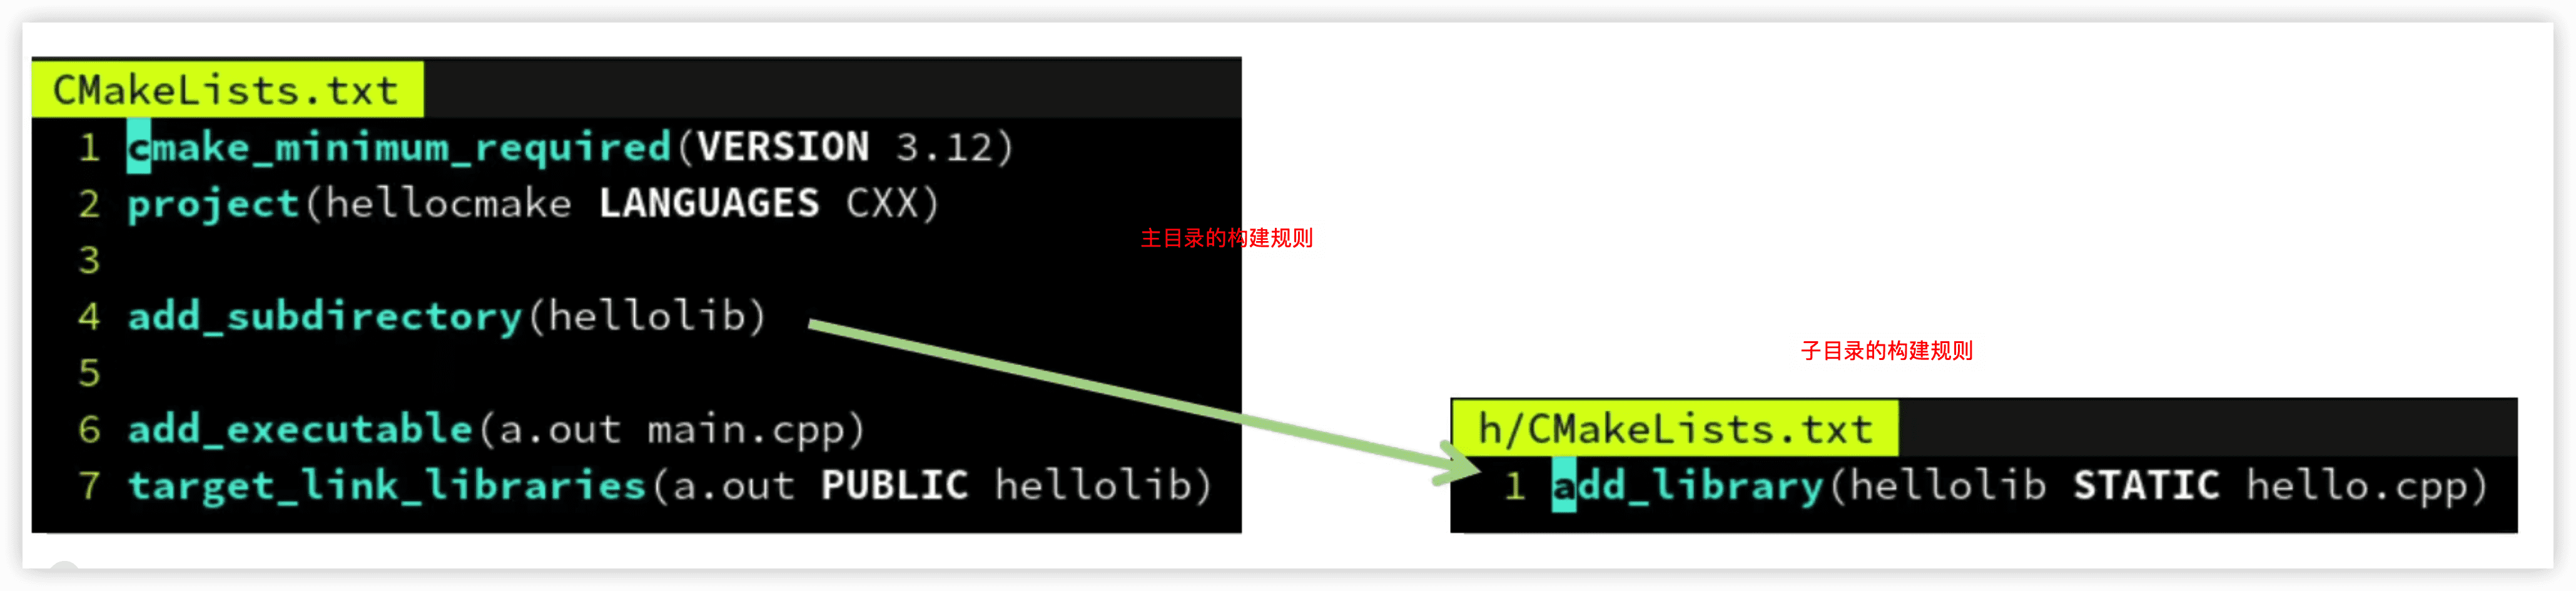 CMakeLists.txt
1 cmake_minimum_required(VERSION 3.12)
2 project(hellocmake LANGUAGES CXX)
3
4 add_subdirectory(hellolib)
5
6 add_executable(a.out main.cpp)
7 target_link_libraries(a.out PUBLIC hellolib)
主目录的构建规则
子目录的构建规则
h/CMakeLists.txt
1 add_library(hellolib STATIC hello.cpp)